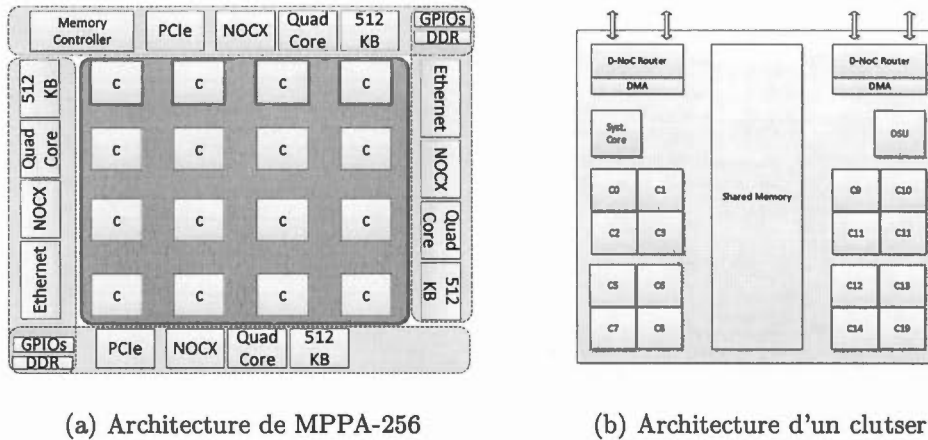 Memory Controller
PCIe
NOCX
Quad Core
512 KB
GPIOs
DDR
512 KB
Quad Core
NOCX
Ethernet
C C C C
C C C C
C C C C
C C C C
Ethernet
NOCX
Quad Core
512 KB
GPIOs
DDR
PCIe
NOCX
Quad Core
512 KB
(a) Architecture de MPPA-256
D-NoC Router
DMA
Syst. Core
C0 C1
C2 C3
C5 C6
C7 C8
Shared Memory
D-NoC Router
DMA
DSU
C9 C10
C11 C11
C12 C13
C14 C19
(b) Architecture d'un clutser